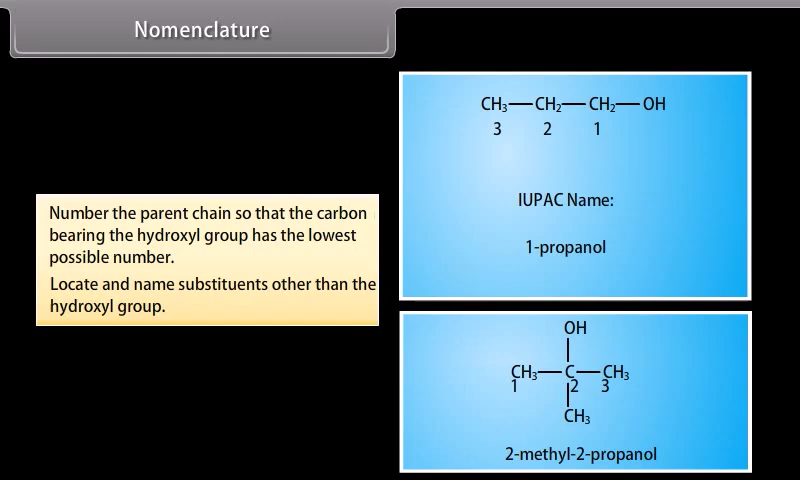 Nomenclature
Number the parent chain so that the carbon
bearing the hydroxyl group has the lowest
possible number.
Locate and name substituents other than the
hydroxyl group.
CH₃—CH₂—CH₂—OH
3 2 1
IUPAC Name:
1-propanol
OH
CH₃—C—CH₃
1 2 3
CH₃
2-methyl-2-propanol